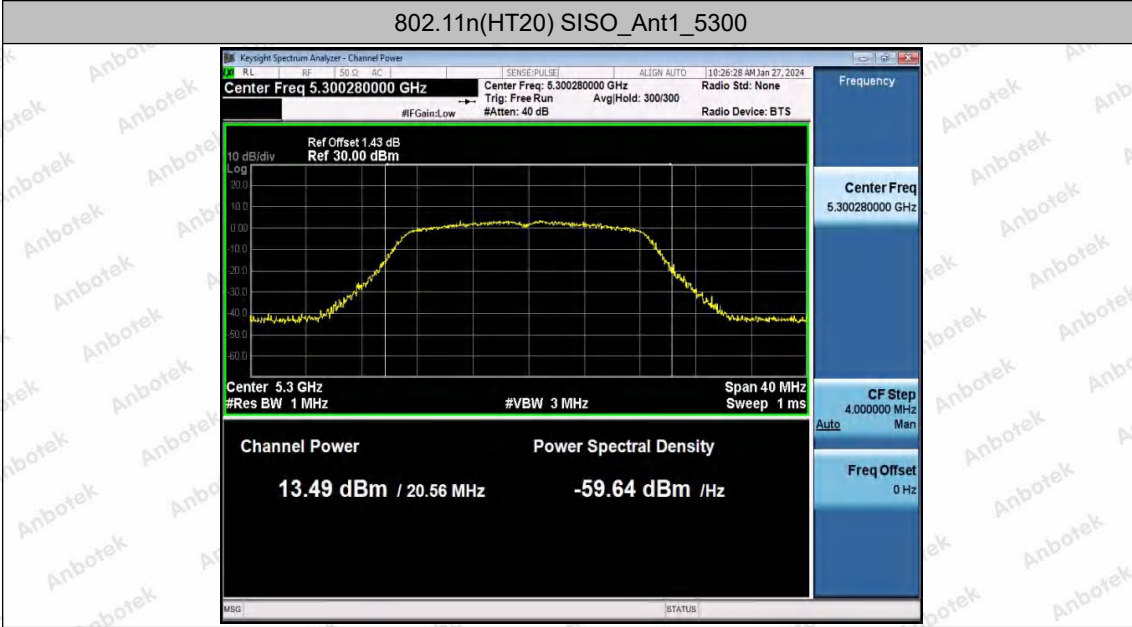 802.11n(HT20) SISO_Ant1_5300
Keysight Spectrum Analyzer - Channel Power
RL RF 50 Ω AC SENSE:PULSE ALIGN AUTO 10:26:28 AM Jan 27, 2024
Center Freq 5.300280000 GHz
Center Freq: 5.300280000 GHz
Radio Std: None
Trig: Free Run Avg|Hold: 300/300
#IFGain:Low
#Atten: 40 dB
Radio Device: BTS
Frequency
Ref Offset 1.43 dB
10 dB/div Ref 30.00 dBm
Log
20.0
10.0
0.00
-10.0
-20.0
-30.0
-40.0
-50.0
-60.0
Center 5.3 GHz
Span 40 MHz
#Res BW 1 MHz
#VBW 3 MHz
Sweep 1 ms
Channel Power
Power Spectral Density
13.49 dBm / 20.56 MHz
-59.64 dBm /Hz
Center Freq
5.300280000 GHz
CF Step
4.000000 MHz
Auto Man
Freq Offset
0 Hz
MSG
STATUS
Anbotek